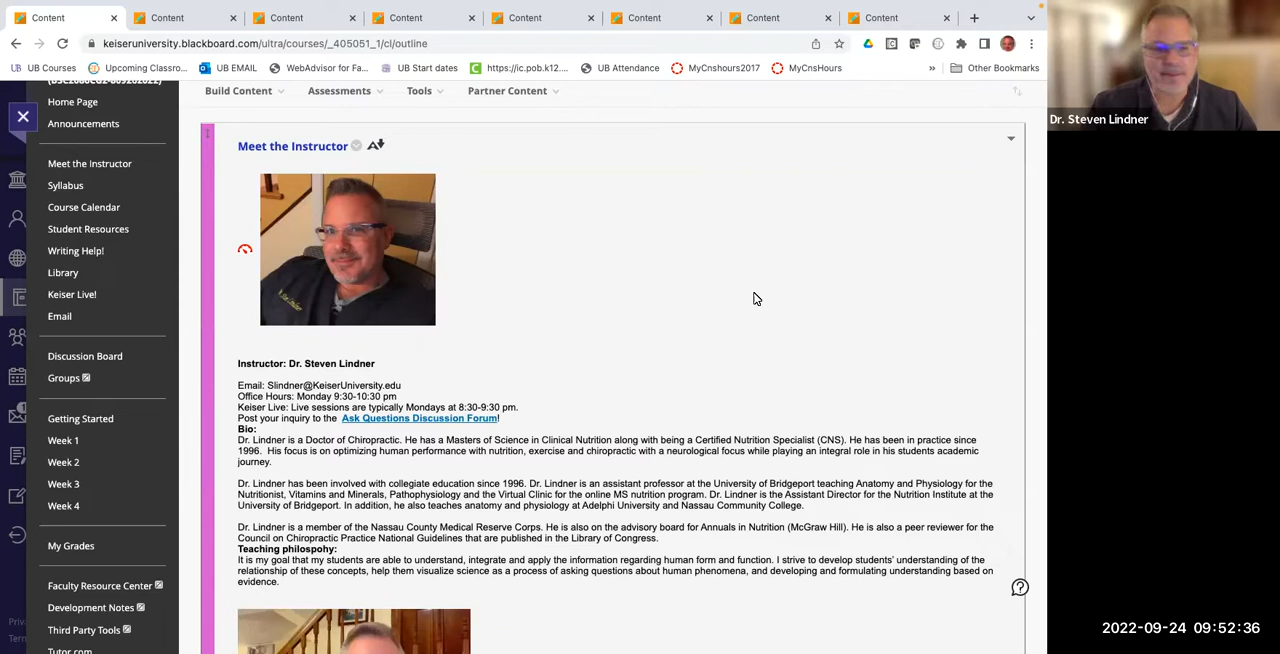 Content
Content
Content
Content
Content
Content
Content
Content
keiseruniversity.blackboard.com/ultra/courses/_405051_1/cl/outline
UB Courses
Upcoming Classro...
UB EMAIL
WebAdvisor for Fa...
UB Start dates
https://ic.pob.k12....
UB Attendance
MyCnshours2017
MyCnsHours
»
Other Bookmarks
Home Page
Announcements
Meet the Instructor
Syllabus
Course Calendar
Student Resources
Writing Help!
Library
Keiser Live!
Email
Discussion Board
Groups
Getting Started
Week 1
Week 2
Week 3
Week 4
My Grades
Faculty Resource Center
Development Notes
Third Party Tools
Tutor.com
Build Content
Assessments
Tools
Partner Content
Meet the Instructor
Instructor: Dr. Steven Lindner
Email: Slindner@KeiserUniversity.edu
Office Hours: Monday 9:30-10:30 pm
Keiser Live: Live sessions are typically Mondays at 8:30-9:30 pm.
Post your inquiry to the Ask Questions Discussion Forum!
Bio:
Dr. Lindner is a Doctor of Chiropractic. He has a Masters of Science in Clinical Nutrition along with being a Certified Nutrition Specialist (CNS). He has been in practice since
1996. His focus is on optimizing human performance with nutrition, exercise and chiropractic with a neurological focus while playing an integral role in his students academic
journey.
Dr. Lindner has been involved with collegiate education since 1996. Dr. Lindner is an assistant professor at the University of Bridgeport teaching Anatomy and Physiology for the
Nutritionist, Vitamins and Minerals, Pathophysiology and the Virtual Clinic for the online MS nutrition program. Dr. Lindner is the Assistant Director for the Nutrition Institute at the
University of Bridgeport. In addition, he also teaches anatomy and physiology at Adelphi University and Nassau Community College.
Dr. Lindner is a member of the Nassau County Medical Reserve Corps. He is also on the advisory board for Annuals in Nutrition (McGraw Hill). He is also a peer reviewer for the
Council on Chiropractic Practice National Guidelines that are published in the Library of Congress.
Teaching philospohy:
It is my goal that my students are able to understand, integrate and apply the information regarding human form and function. I strive to develop students' understanding of the
relationship of these concepts, help them visualize science as a process of asking questions about human phenomena, and developing and formulating understanding based on
evidence.
Dr. Steven Lindner
2022-09-24 09:52:36